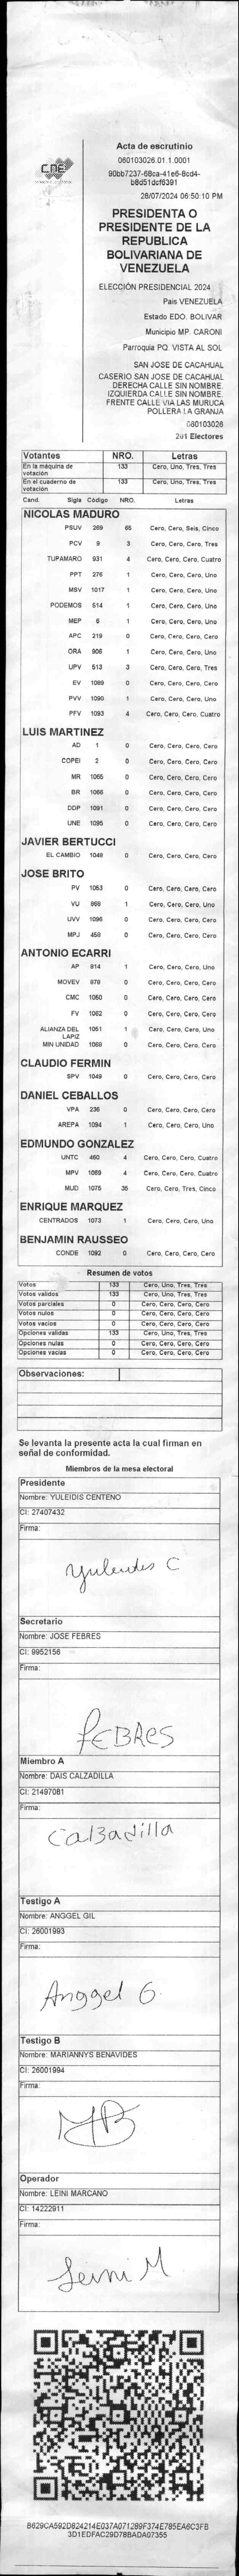 CNE
Acta de escrutinio
080103026.01.1.0001
90bb7237-68ca-41e6-8cd4-
b8d51dcf6391
28/07/2024 06:50:10 PM
PRESIDENTA O
PRESIDENTE DE LA
REPUBLICA
BOLIVARIANA DE
VENEZUELA
ELECCIÓN PRESIDENCIAL 2024
Pais VENEZUELA
Estado EDO. BOLIVAR
Municipio MP. CARONI
Parroquia PQ. VISTA AL SOL
SAN JOSE DE CACAHUAL
CASERIO SAN JOSE DE CACAHUAL
DERECHA CALLE SIN NOMBRE.
IZQUIERDA CALLE SIN NOMBRE.
FRENTE CALLE VIA LAS MURUCA
POLLERA LA GRANJA
080103026
201 Electores
Votantes NRO. Letras
En la máquina de votación 133 Cero, Uno, Tres, Tres
En el cuaderno de votación 133 Cero, Uno, Tres, Tres
Cand. Sigla Código NRO. Letras
NICOLAS MADURO
PSUV 269 65 Cero, Cero, Seis, Cinco
PCV 9 3 Cero, Cero, Cero, Tres
TUPAMARO 931 4 Cero, Cero, Cero, Cuatro
PPT 276 1 Cero, Cero, Cero, Uno
MSV 1017 1 Cero, Cero, Cero, Uno
PODEMOS 514 1 Cero, Cero, Cero, Uno
MEP 6 1 Cero, Cero, Cero, Uno
APC 219 0 Cero, Cero, Cero, Cero
ORA 906 1 Cero, Cero, Cero, Uno
UPV 513 3 Cero, Cero, Cero, Tres
EV 1089 0 Cero, Cero, Cero, Cero
PVV 1090 1 Cero, Cero, Cero, Uno
PFV 1093 4 Cero, Cero, Cero, Cuatro
LUIS MARTINEZ
AD 1 0 Cero, Cero, Cero, Cero
COPEI 2 0 Cero, Cero, Cero, Cero
MR 1065 0 Cero, Cero, Cero, Cero
BR 1066 0 Cero, Cero, Cero, Cero
DDP 1091 0 Cero, Cero, Cero, Cero
UNE 1095 0 Cero, Cero, Cero, Cero
JAVIER BERTUCCI
EL CAMBIO 1048 0 Cero, Cero, Cero, Cero
JOSE BRITO
PV 1053 0 Cero, Cero, Cero, Cero
VU 868 1 Cero, Cero, Cero, Uno
UVV 1096 0 Cero, Cero, Cero, Cero
MPJ 458 0 Cero, Cero, Cero, Cero
ANTONIO ECARRI
AP 814 1 Cero, Cero, Cero, Uno
MOVEV 878 0 Cero, Cero, Cero, Cero
CMC 1050 0 Cero, Cero, Cero, Cero
FV 1062 0 Cero, Cero, Cero, Cero
ALIANZA DEL LAPIZ 1051 1 Cero, Cero, Cero, Uno
MIN UNIDAD 1069 0 Cero, Cero, Cero, Cero
CLAUDIO FERMIN
SPV 1049 0 Cero, Cero, Cero, Cero
DANIEL CEBALLOS
VPA 236 0 Cero, Cero, Cero, Cero
AREPA 1094 1 Cero, Cero, Cero, Uno
EDMUNDO GONZALEZ
UNTC 460 4 Cero, Cero, Cero, Cuatro
MPV 1069 4 Cero, Cero, Cero, Cuatro
MUD 1075 35 Cero, Cero, Tres, Cinco
ENRIQUE MARQUEZ
CENTRADOS 1073 1 Cero, Cero, Cero, Uno
BENJAMIN RAUSSEO
CONDE 1092 0 Cero, Cero, Cero, Cero
Resumen de votos
Votos 133 Cero, Uno, Tres, Tres
Votos validos 133 Cero, Uno, Tres, Tres
Votos parciales 0 Cero, Cero, Cero, Cero
Votos nulos 0 Cero, Cero, Cero, Cero
Votos vacios 0 Cero, Cero, Cero, Cero
Opciones validas 133 Cero, Uno, Tres, Tres
Opciones nulas 0 Cero, Cero, Cero, Cero
Opciones vacias 0 Cero, Cero, Cero, Cero
Observaciones:
Se levanta la presente acta la cual firman en
señal de conformidad.
Miembros de la mesa electoral
Presidente
Nombre: YULEIDIS CENTENO
CI: 27407432
Firma:
Yuleides C
Secretario
Nombre: JOSE FEBRES
CI: 9952156
Firma:
FEBRES
Miembro A
Nombre: DAIS CALZADILLA
CI: 21497081
Firma:
Calzadilla
Testigo A
Nombre: ANGGEL GIL
CI: 26001993
Firma:
Anggel G.
Testigo B
Nombre: MARIANNYS BENAVIDES
CI: 26001994
Firma:
MB
Operador
Nombre: LEINI MARCANO
CI: 14222911
Firma:
Leini M
B629CA592D824214E037A071289F374E785EA6C3FB
3D1EDFAC29D78BADA07355